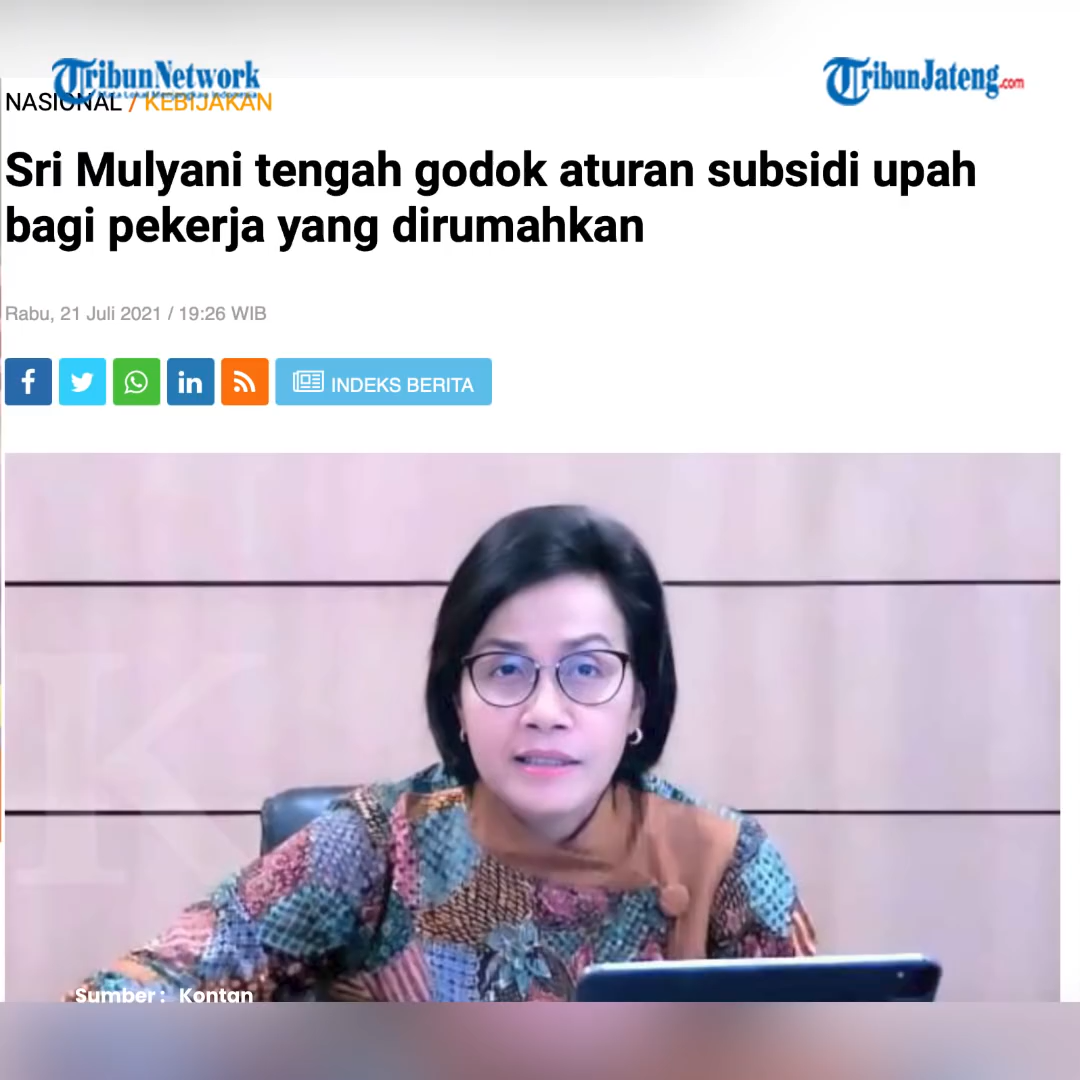 TribunNetwork
TribunJateng.com
NASIONAL / KEBIJAKAN
Sri Mulyani tengah godok aturan subsidi upah
bagi pekerja yang dirumahkan
Rabu, 21 Juli 2021 / 19:26 WIB
INDEKS BERITA
K
Sumber : Kontan